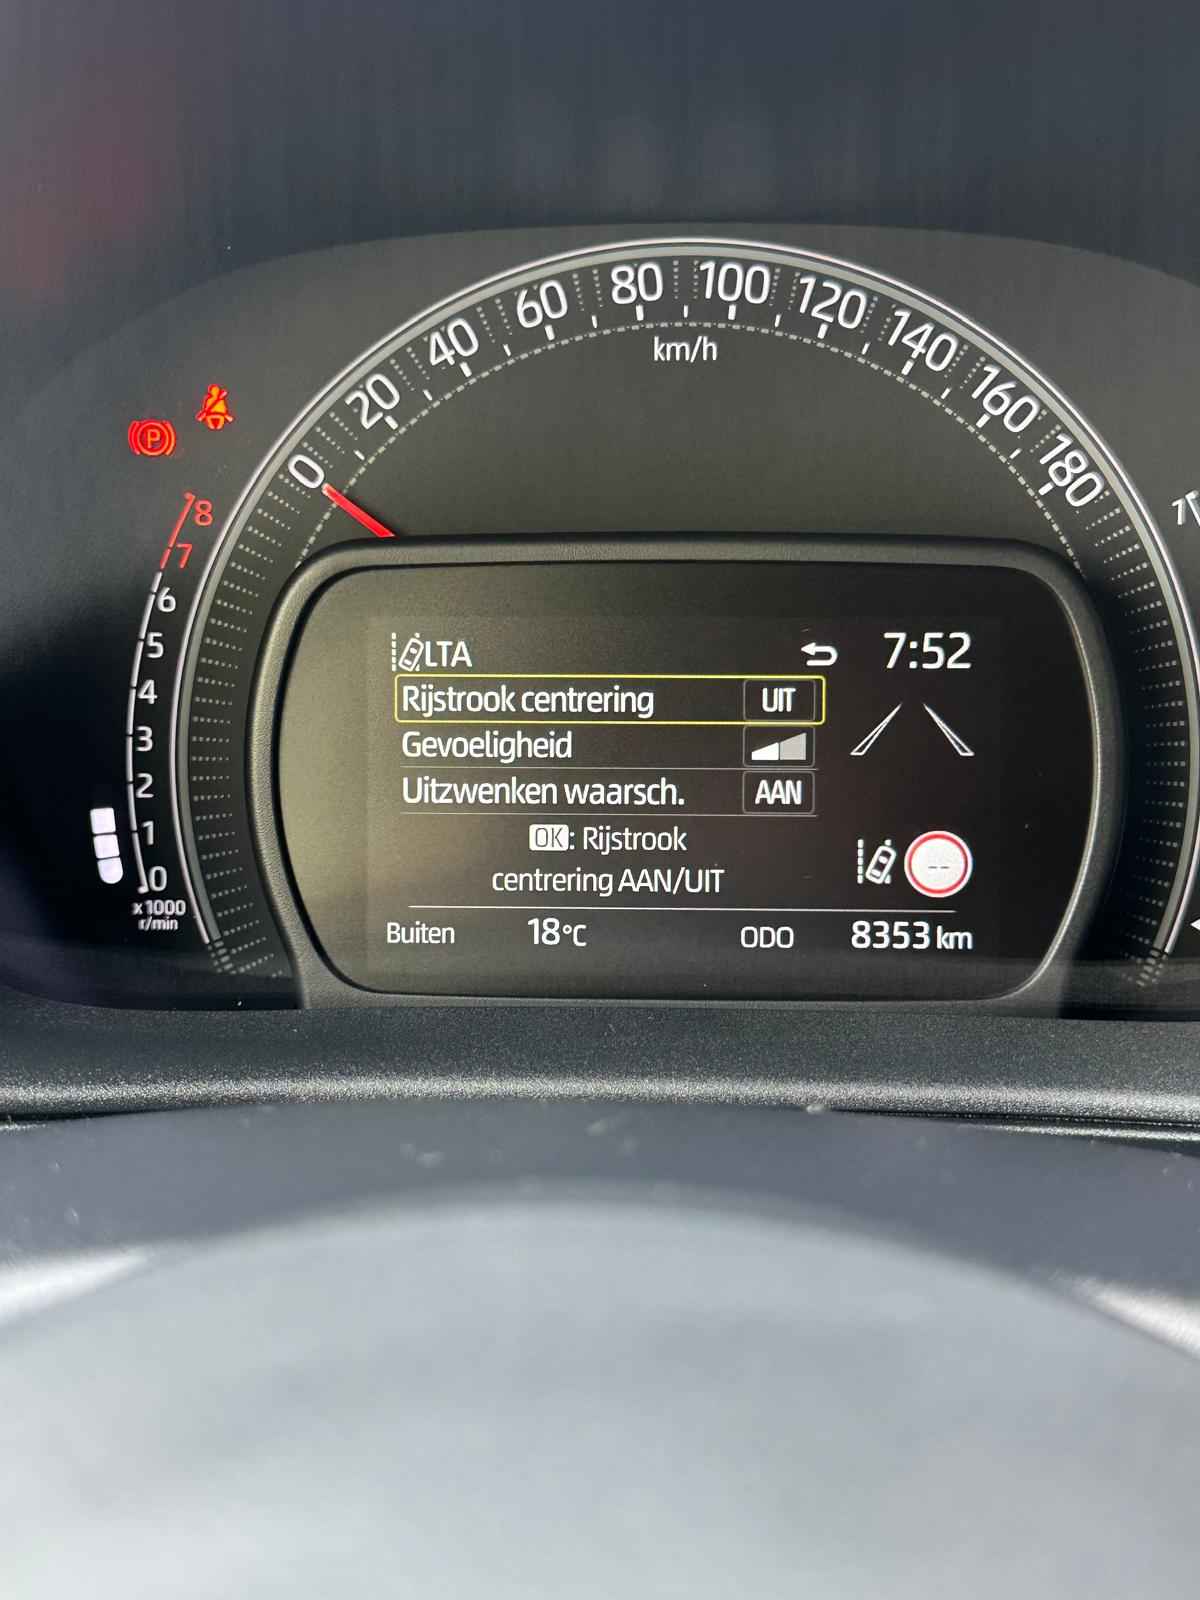 0
20
40
60
80
100
120
140
160
180
km/h
P
8
7
6
5
4
3
2
1
0
x1000
r/min
LTA
7:52
Rijstrook centrering UIT
Gevoeligheid
Uitzwenken waarsch. AAN
OK: Rijstrook
centrering AAN/UIT
--
Buiten 18°C ODO 8353 km